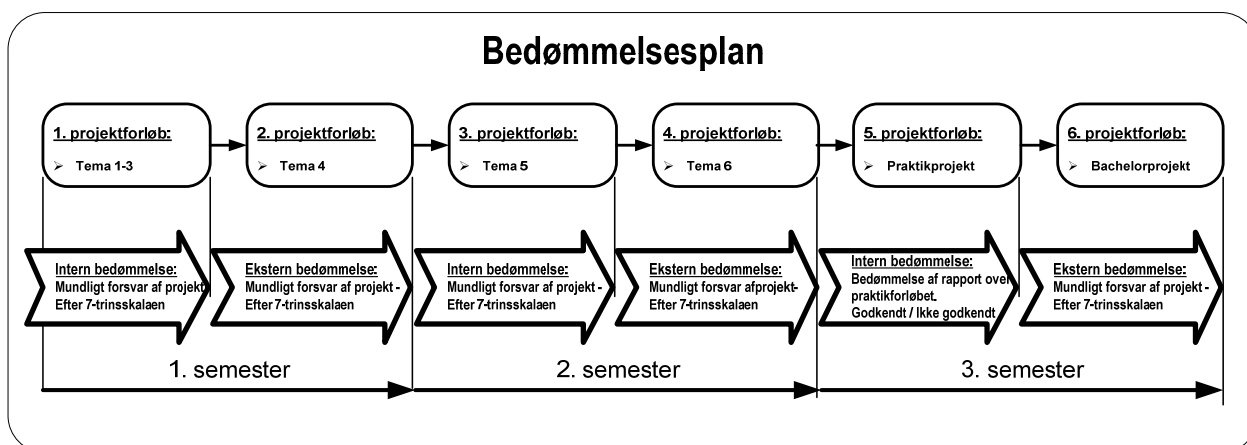 Bedømmelsesplan
1. projektforløb:
➢ Tema 1-3
2. projektforløb:
➢ Tema 4
3. projektforløb:
➢ Tema 5
4. projektforløb:
➢ Tema 6
5. projektforløb:
➢ Praktikprojekt
6. projektforløb:
➢ Bachelorprojekt
Intern bedømmelse:
Mundligt forsvar af projekt
Efter 7-trinsskalaen
Ekstern bedømmelse:
Mundligt forsvar af projekt -
Efter 7-trinsskalaen
Intern bedømmelse:
Mundligt forsvar af projekt -
Efter 7-trinsskalaen
Ekstern bedømmelse:
Mundligt forsvar afprojekt-
Efter 7-trinsskalaen
Intern bedømmelse:
Bedømmelse af rapport over
praktikforløbet.
Godkendt / Ikke godkendt
Ekstern bedømmelse:
Mundligt forsvar af projekt -
Efter 7-trinsskalaen
1. semester
2. semester
3. semester